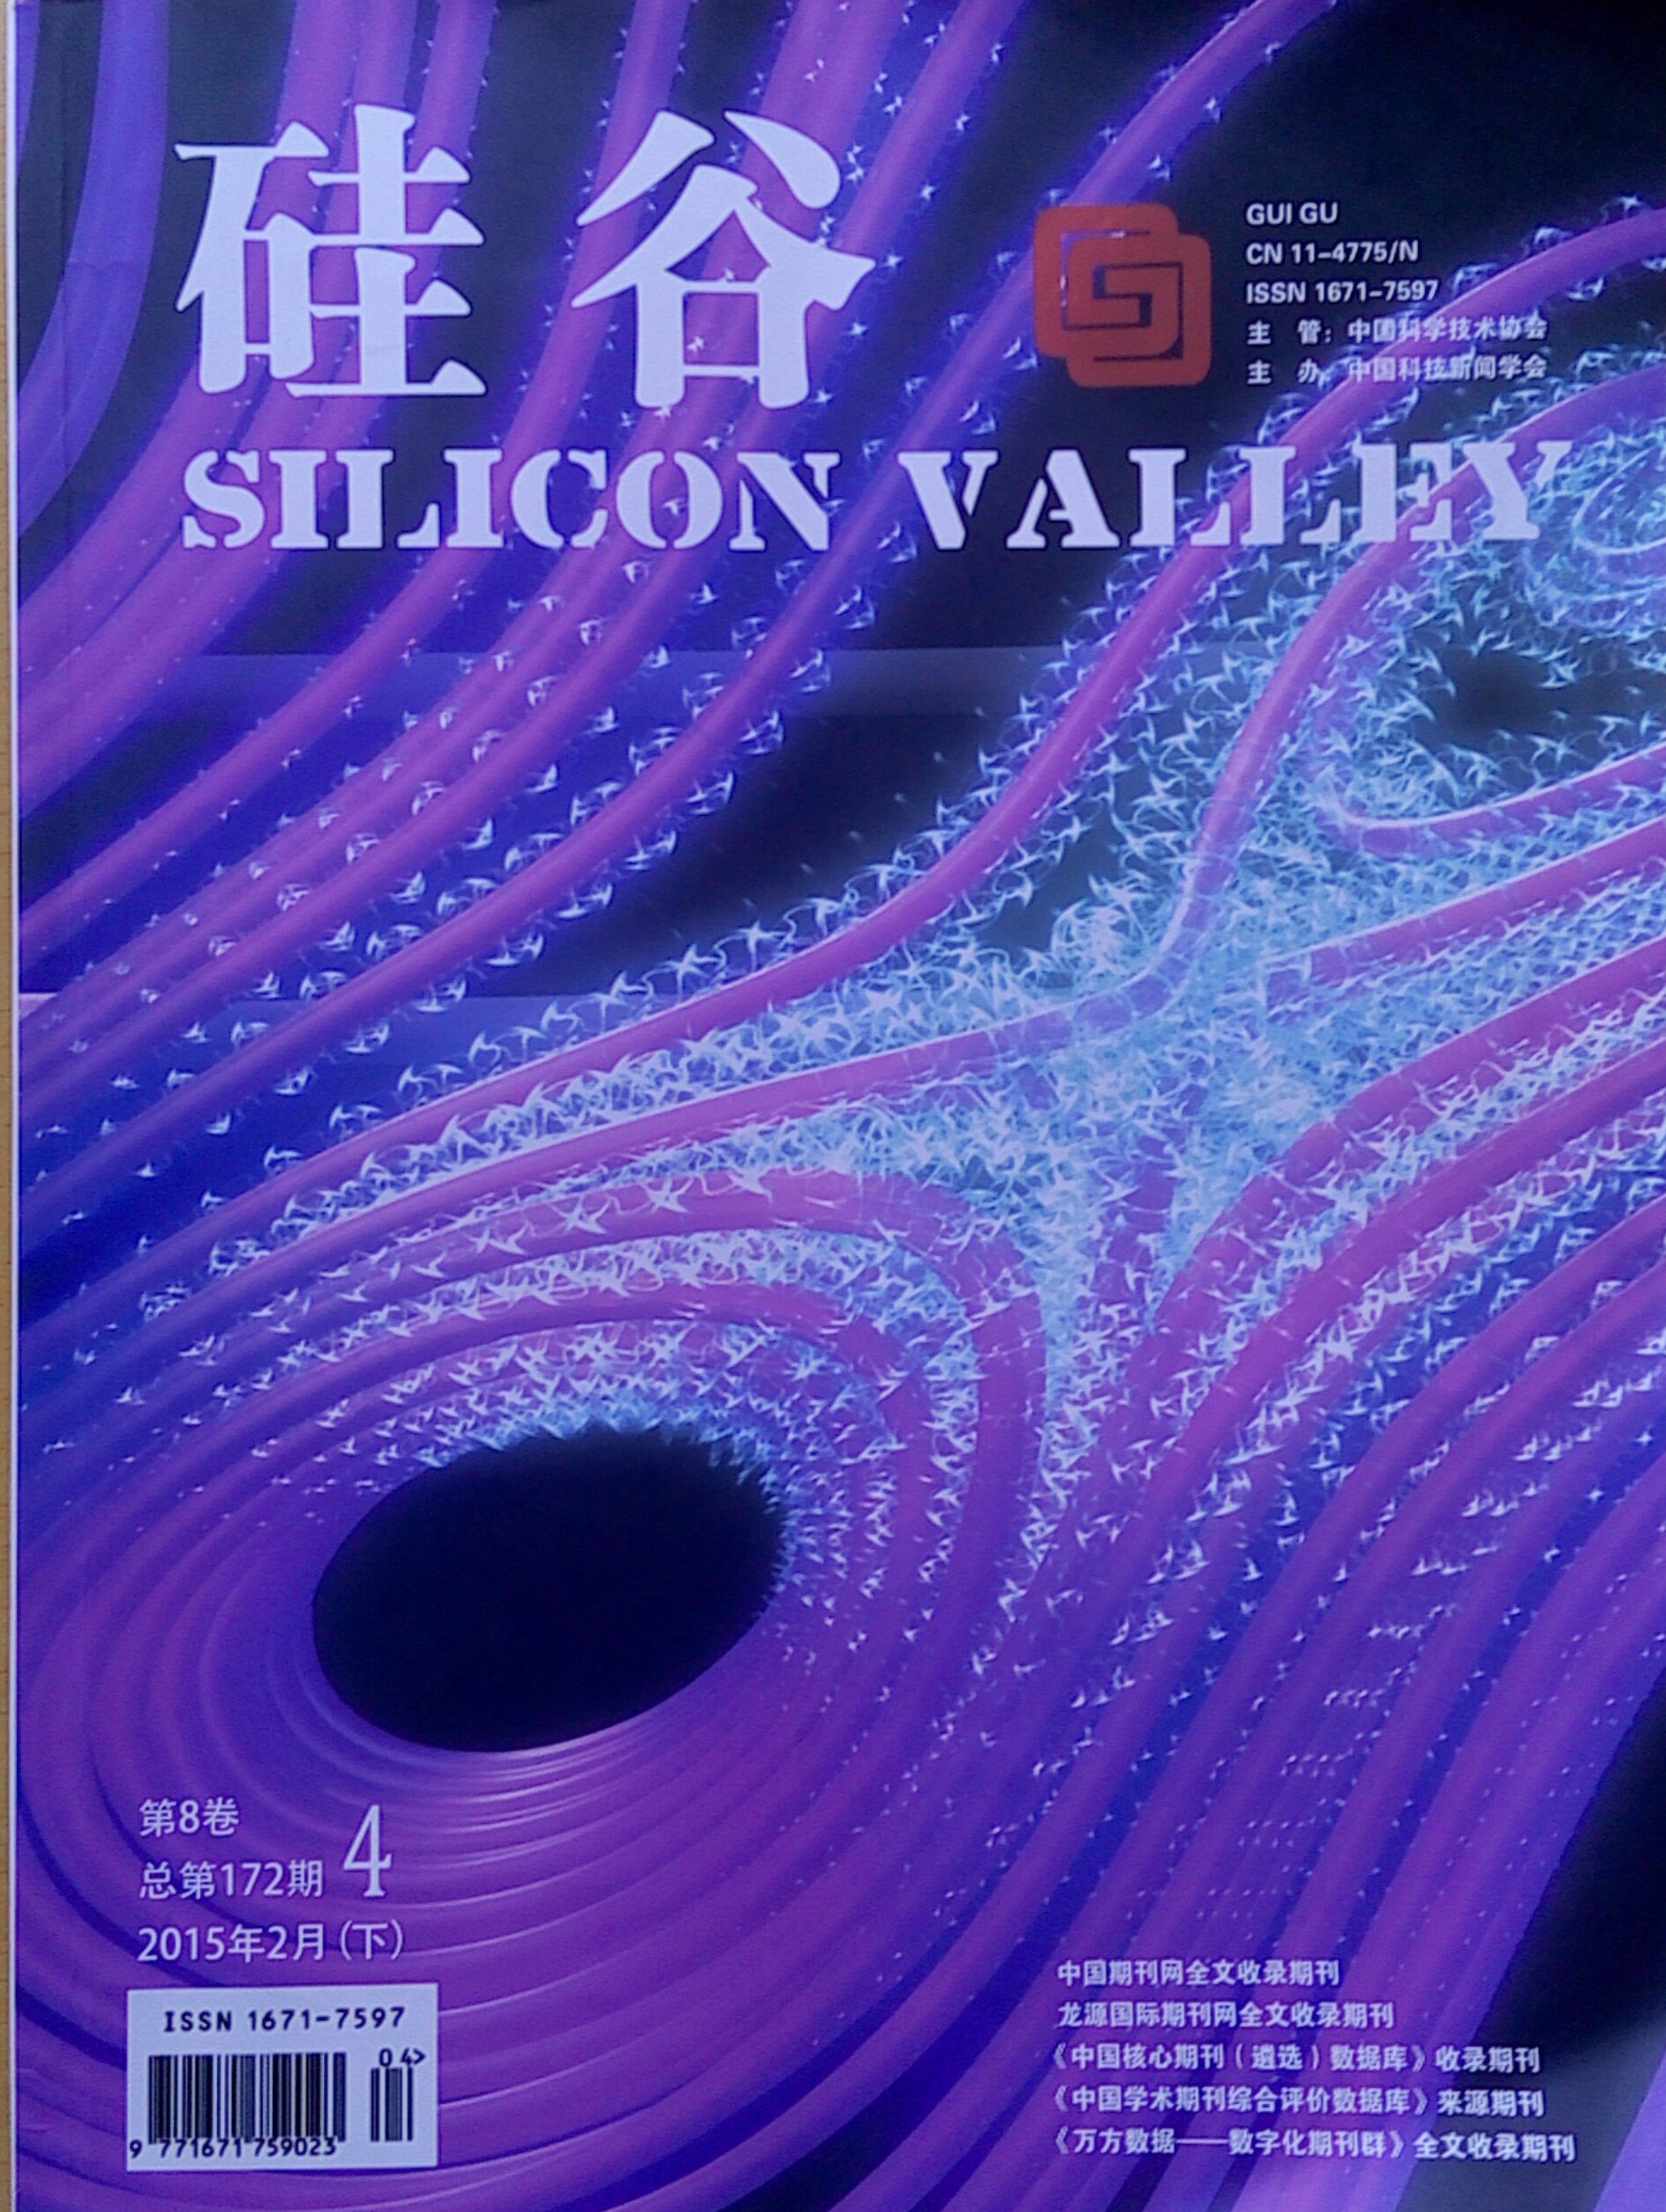 硅谷
GUI GU
CN 11-4775/N
ISSN 1671-7597
主 管：中国科学技术协会
主 办：中国科技新闻学会
SILICON VALLEY
第8卷
总第172期 4
2015年2月（下）
ISSN 1671-7597
04>
9 771671 759023
中国期刊网全文收录期刊
龙源国际期刊网全文收录期刊
《中国核心期刊（遴选）数据库》收录期刊
《中国学术期刊综合评价数据库》来源期刊
《万方数据——数字化期刊群》全文收录期刊